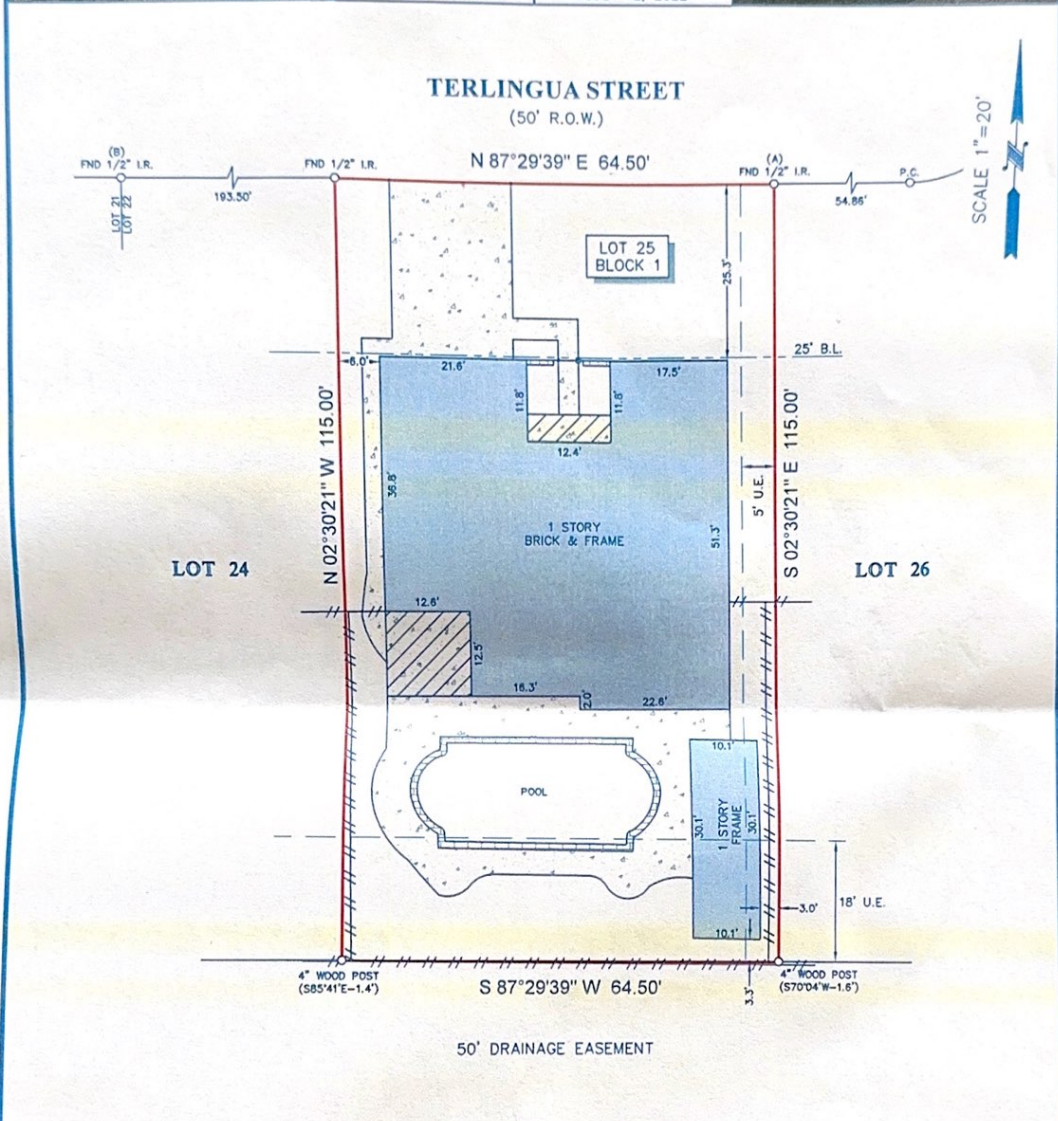 TERLINGUA STREET
(50' R.O.W.)
SCALE 1"=20'
N
(B)
FND 1/2" I.R.
FND 1/2" I.R.
N 87°29'39" E 64.50'
(A)
FND 1/2" I.R.
P.C.
193.50'
54.86'
LOT 21
LOT 22
LOT 25
BLOCK 1
25.3'
25' B.L.
6.0'
21.6'
17.5'
11.8'
11.8'
12.4'
N 02°30'21" W 115.00'
S 02°30'21" E 115.00'
36.8'
5' U.E.
1 STORY
BRICK & FRAME
51.3'
LOT 24
LOT 26
12.6'
12.5'
16.3'
2.0'
22.6'
10.1'
POOL
30.1'
1 STORY
FRAME
30.1'
3.0'
18' U.E.
10.1'
4" WOOD POST
(S85°41'E-1.4')
S 87°29'39" W 64.50'
3.3'
4" WOOD POST
(S70°04'W-1.6')
50' DRAINAGE EASEMENT